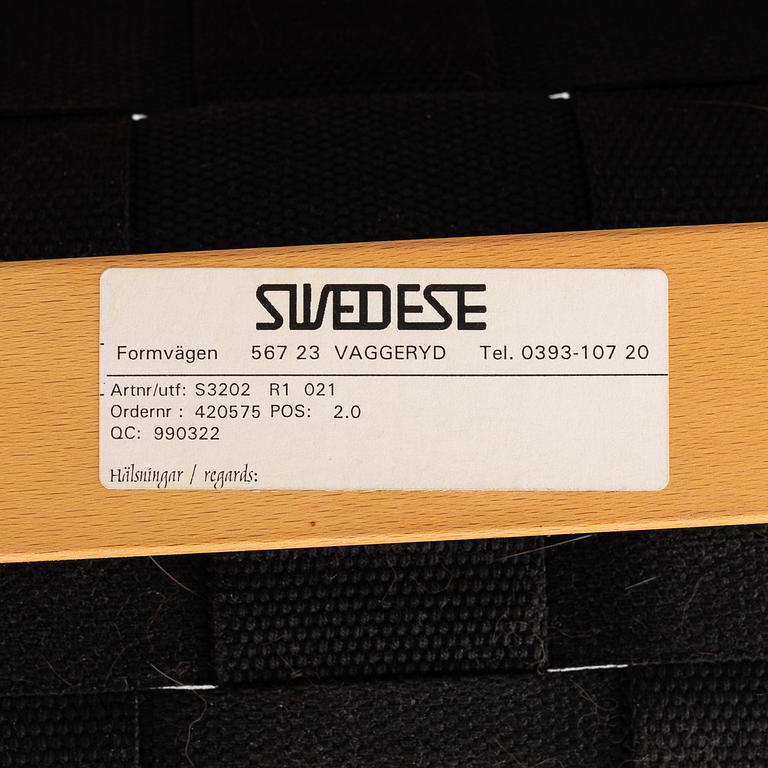 SWEDESE
Formvägen 567 23 VAGGERYD Tel. 0393-107 20
Artnr/utf: S3202 R1 021
Ordernr : 420575 POS: 2.0
QC: 990322
Hälsningar / regards: